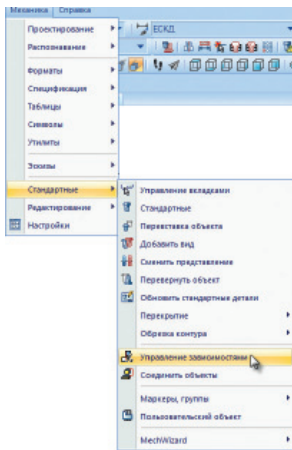 Механика Справка
ЕСКД
Проектирование
Распознавание
Форматы
Спецификация
Таблицы
Символы
Утилиты
Эскизы
Стандартные
Редактирование
Настройки
Управление вкладками
Стандартные
Перевставка объекта
Добавить вид
Сменить представление
Перевернуть объект
Обновить стандартные детали
Перекрытие
Обрезка контура
Управление зависимостями
Соединить объекты
Маркеры, группы
Пользовательский объект
MechWizard